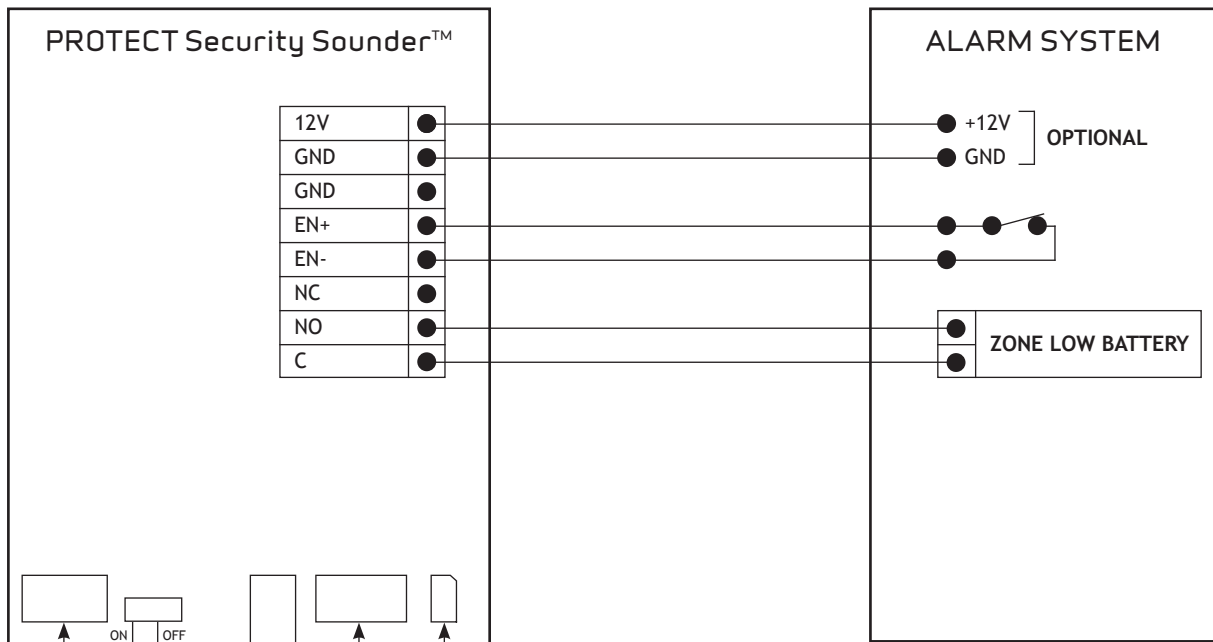 PROTECT Security Sounder™
ALARM SYSTEM
12V
GND
GND
EN+
EN-
NC
NO
C
+12V
GND
OPTIONAL
ZONE LOW BATTERY
ON OFF